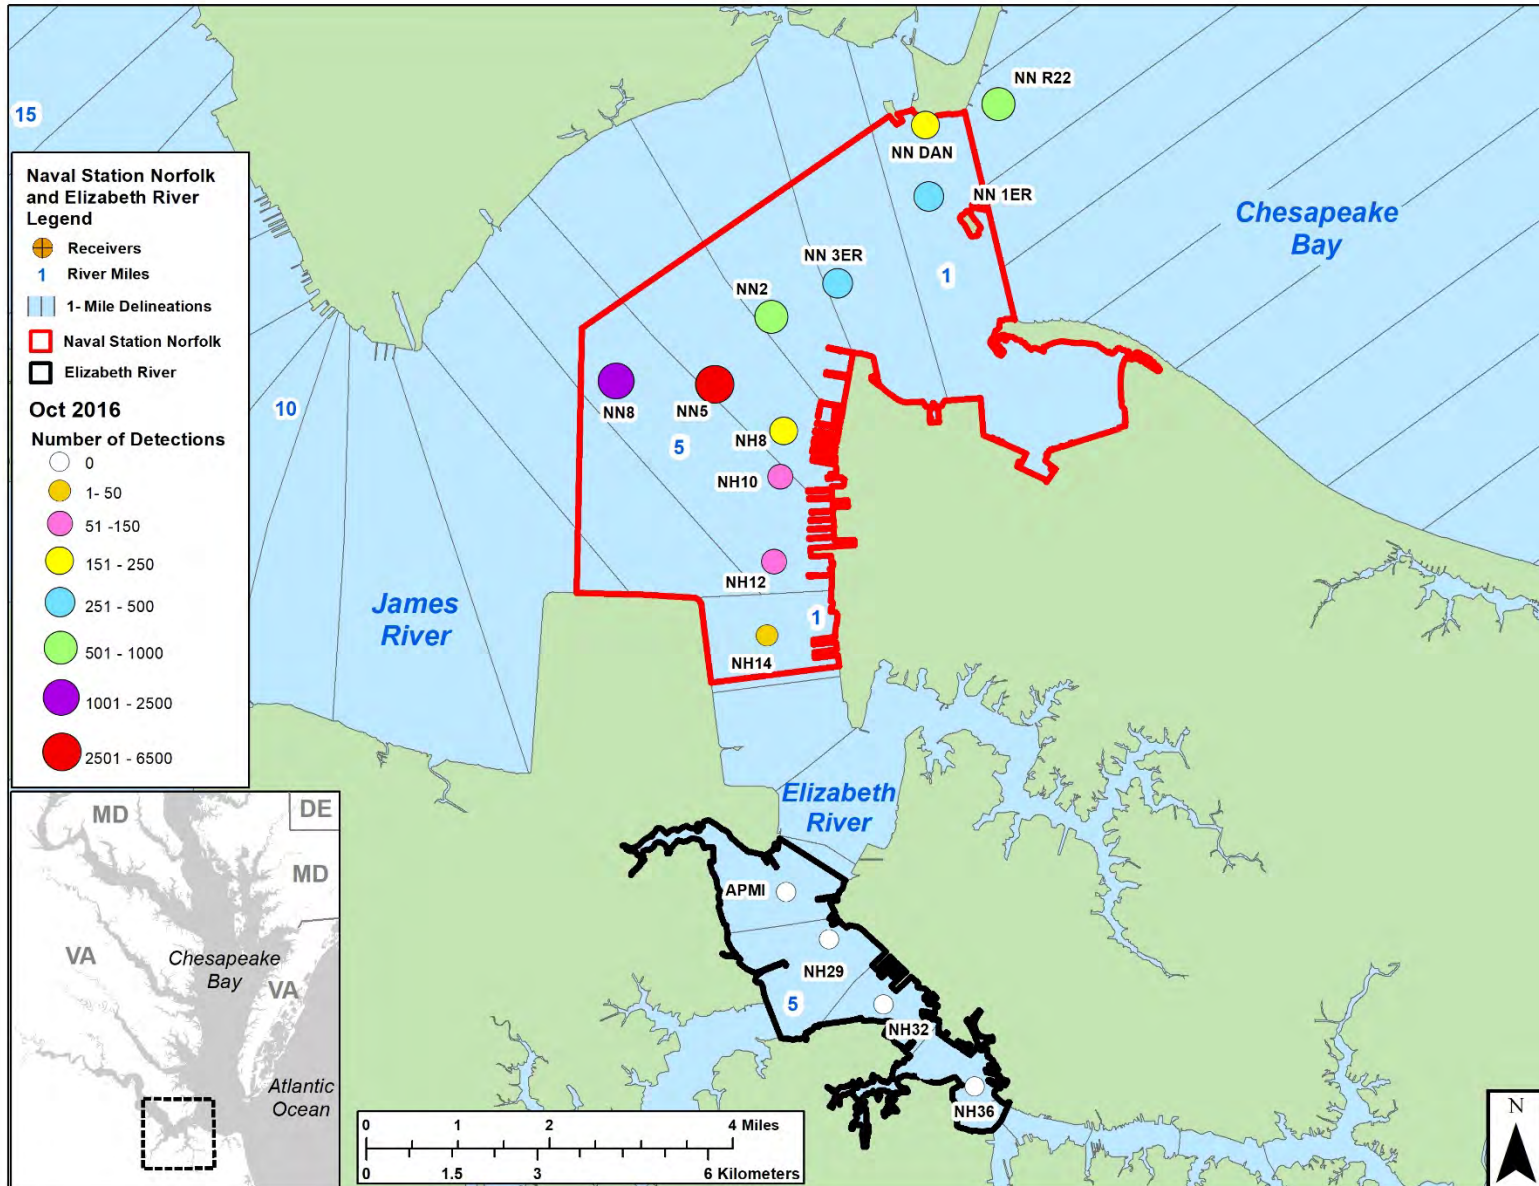 15
NN R22
NN DAN
NN 1ER
Chesapeake
Bay
NN 3ER
1
NN2
NN8
NN5
5
NH8
NH10
10
NH12
James
River
1
NH14
Elizabeth
River
APMI
NH29
5
NH32
NH36
Naval Station Norfolk
and Elizabeth River
Legend
Receivers
1 River Miles
1- Mile Delineations
Naval Station Norfolk
Elizabeth River
Oct 2016
Number of Detections
0
1- 50
51 -150
151 - 250
251 - 500
501 - 1000
1001 - 2500
2501 - 6500
MD
DE
MD
VA
Chesapeake
Bay
VA
Atlantic
Ocean
0 1 2 4 Miles
0 1.5 3 6 Kilometers
N